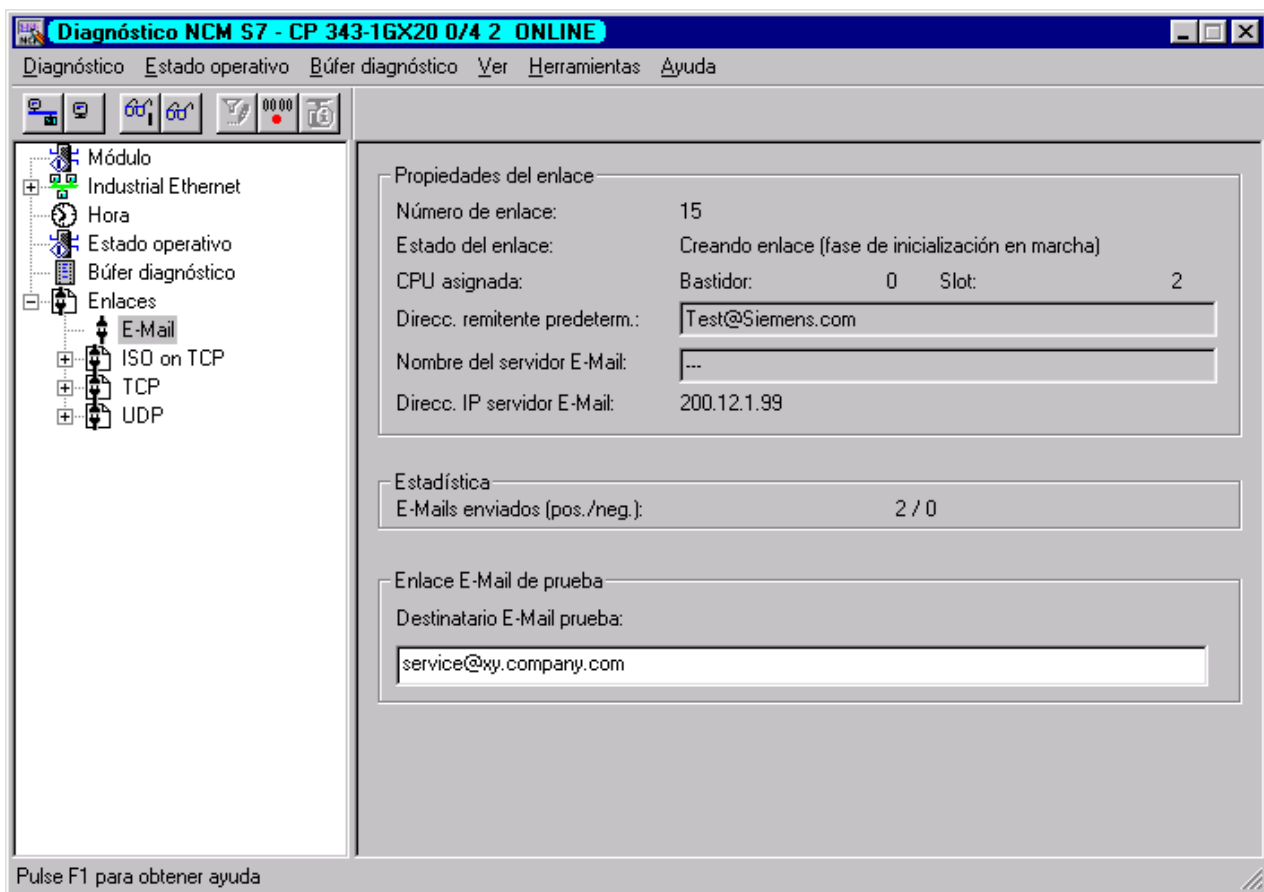 Diagnóstico NCM S7 - CP 343-1GX20 0/4 2 ONLINE
Diagnóstico Estado operativo Búfer diagnóstico Ver Herramientas Ayuda
Módulo
Industrial Ethernet
Hora
Estado operativo
Búfer diagnóstico
Enlaces
E-Mail
ISO on TCP
TCP
UDP
Propiedades del enlace
Número de enlace: 15
Estado del enlace: Creando enlace (fase de inicialización en marcha)
CPU asignada: Bastidor: 0 Slot: 2
Direcc. remitente predeterm.: Test@Siemens.com
Nombre del servidor E-Mail: ---
Direcc. IP servidor E-Mail: 200.12.1.99
Estadística
E-Mails enviados (pos./neg.): 2 / 0
Enlace E-Mail de prueba
Destinatario E-Mail prueba:
service@xy.company.com
Pulse F1 para obtener ayuda